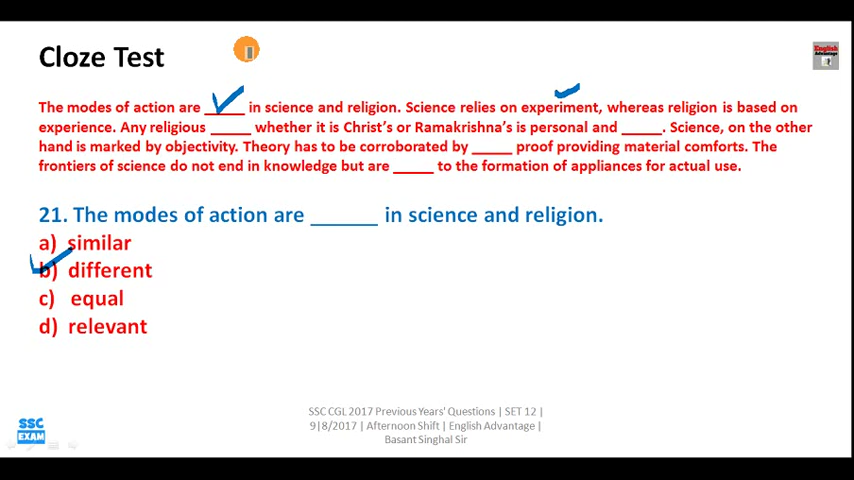 Cloze Test
English
Advantage
The modes of action are _____ in science and religion. Science relies on experiment, whereas religion is based on
experience. Any religious _____ whether it is Christ’s or Ramakrishna’s is personal and _____. Science, on the other
hand is marked by objectivity. Theory has to be corroborated by _____ proof providing material comforts. The
frontiers of science do not end in knowledge but are _____ to the formation of appliances for actual use.
21. The modes of action are ______ in science and religion.
a) similar
b) different
c) equal
d) relevant
SSC CGL 2017 Previous Years' Questions | SET 12 |
9|8/2017 | Afternoon Shift | English Advantage |
Basant Singhal Sir
SSC
EXAM